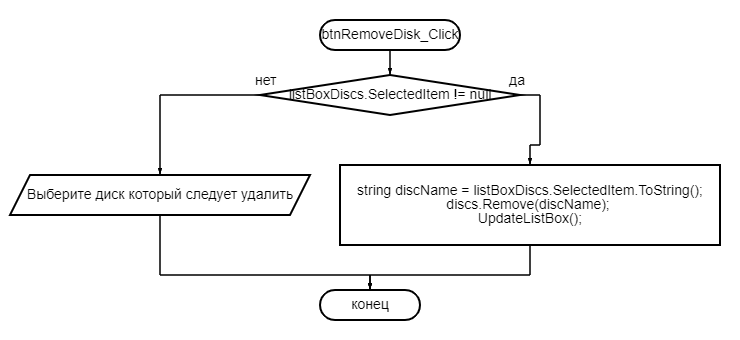 btnRemoveDisk_Click
нет
да
listBoxDiscs.SelectedItem != null
Выберите диск который следует удалить
string discName = listBoxDiscs.SelectedItem.ToString();
discs.Remove(discName);
UpdateListBox();
конец